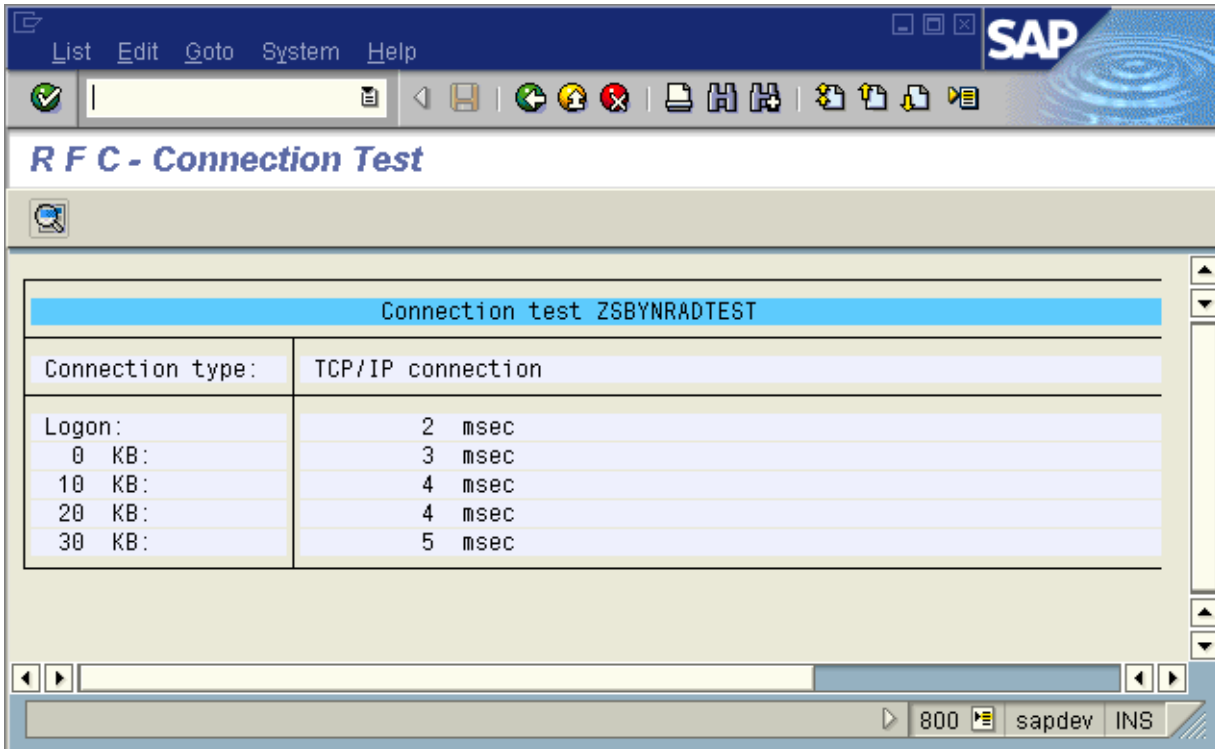 List Edit Goto System Help
SAP
R F C - Connection Test
Connection test ZSBYNRADTEST
Connection type: TCP/IP connection
Logon: 2 msec
0 KB: 3 msec
10 KB: 4 msec
20 KB: 4 msec
30 KB: 5 msec
800 sapdev INS